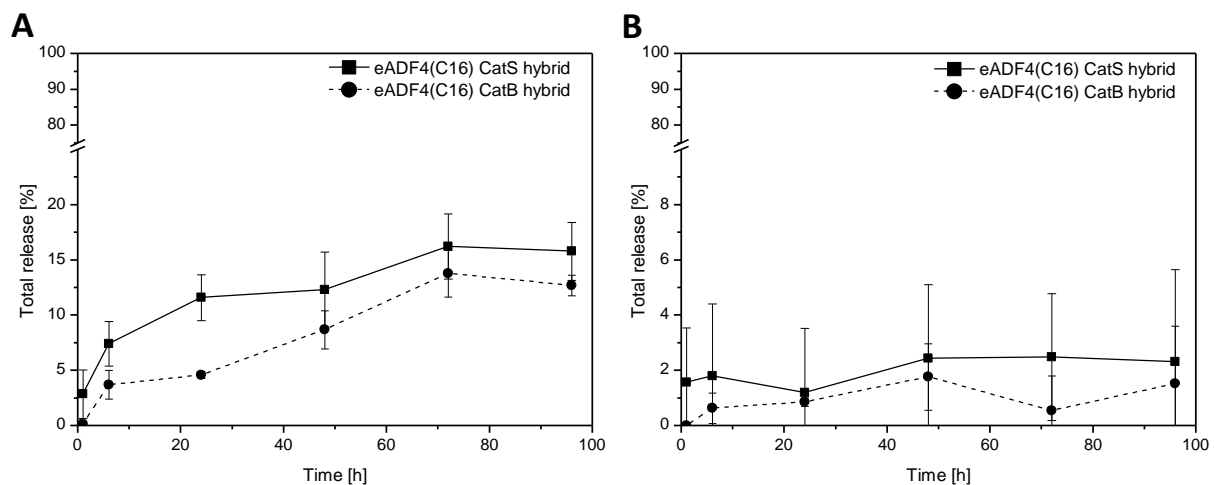 A
eADF4(C16) CatS hybrid
eADF4(C16) CatB hybrid
100
90
80
20
15
10
5
0
Total release [%]
0 20 40 60 80 100
Time [h]
B
eADF4(C16) CatS hybrid
eADF4(C16) CatB hybrid
100
90
80
8
6
4
2
0
Total release [%]
0 20 40 60 80 100
Time [h]